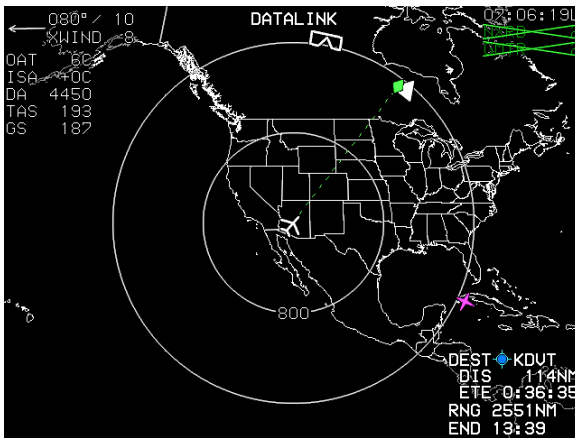 080° / 10
XWIND 8
DATALINK
07:06:19L
OAT 6C
ISA +0C
DA 4450
TAS 193
GS 187
800
DEST KDVT
DIS 114NM
ETE 0:36:35
RNG 2551NM
END 13:39